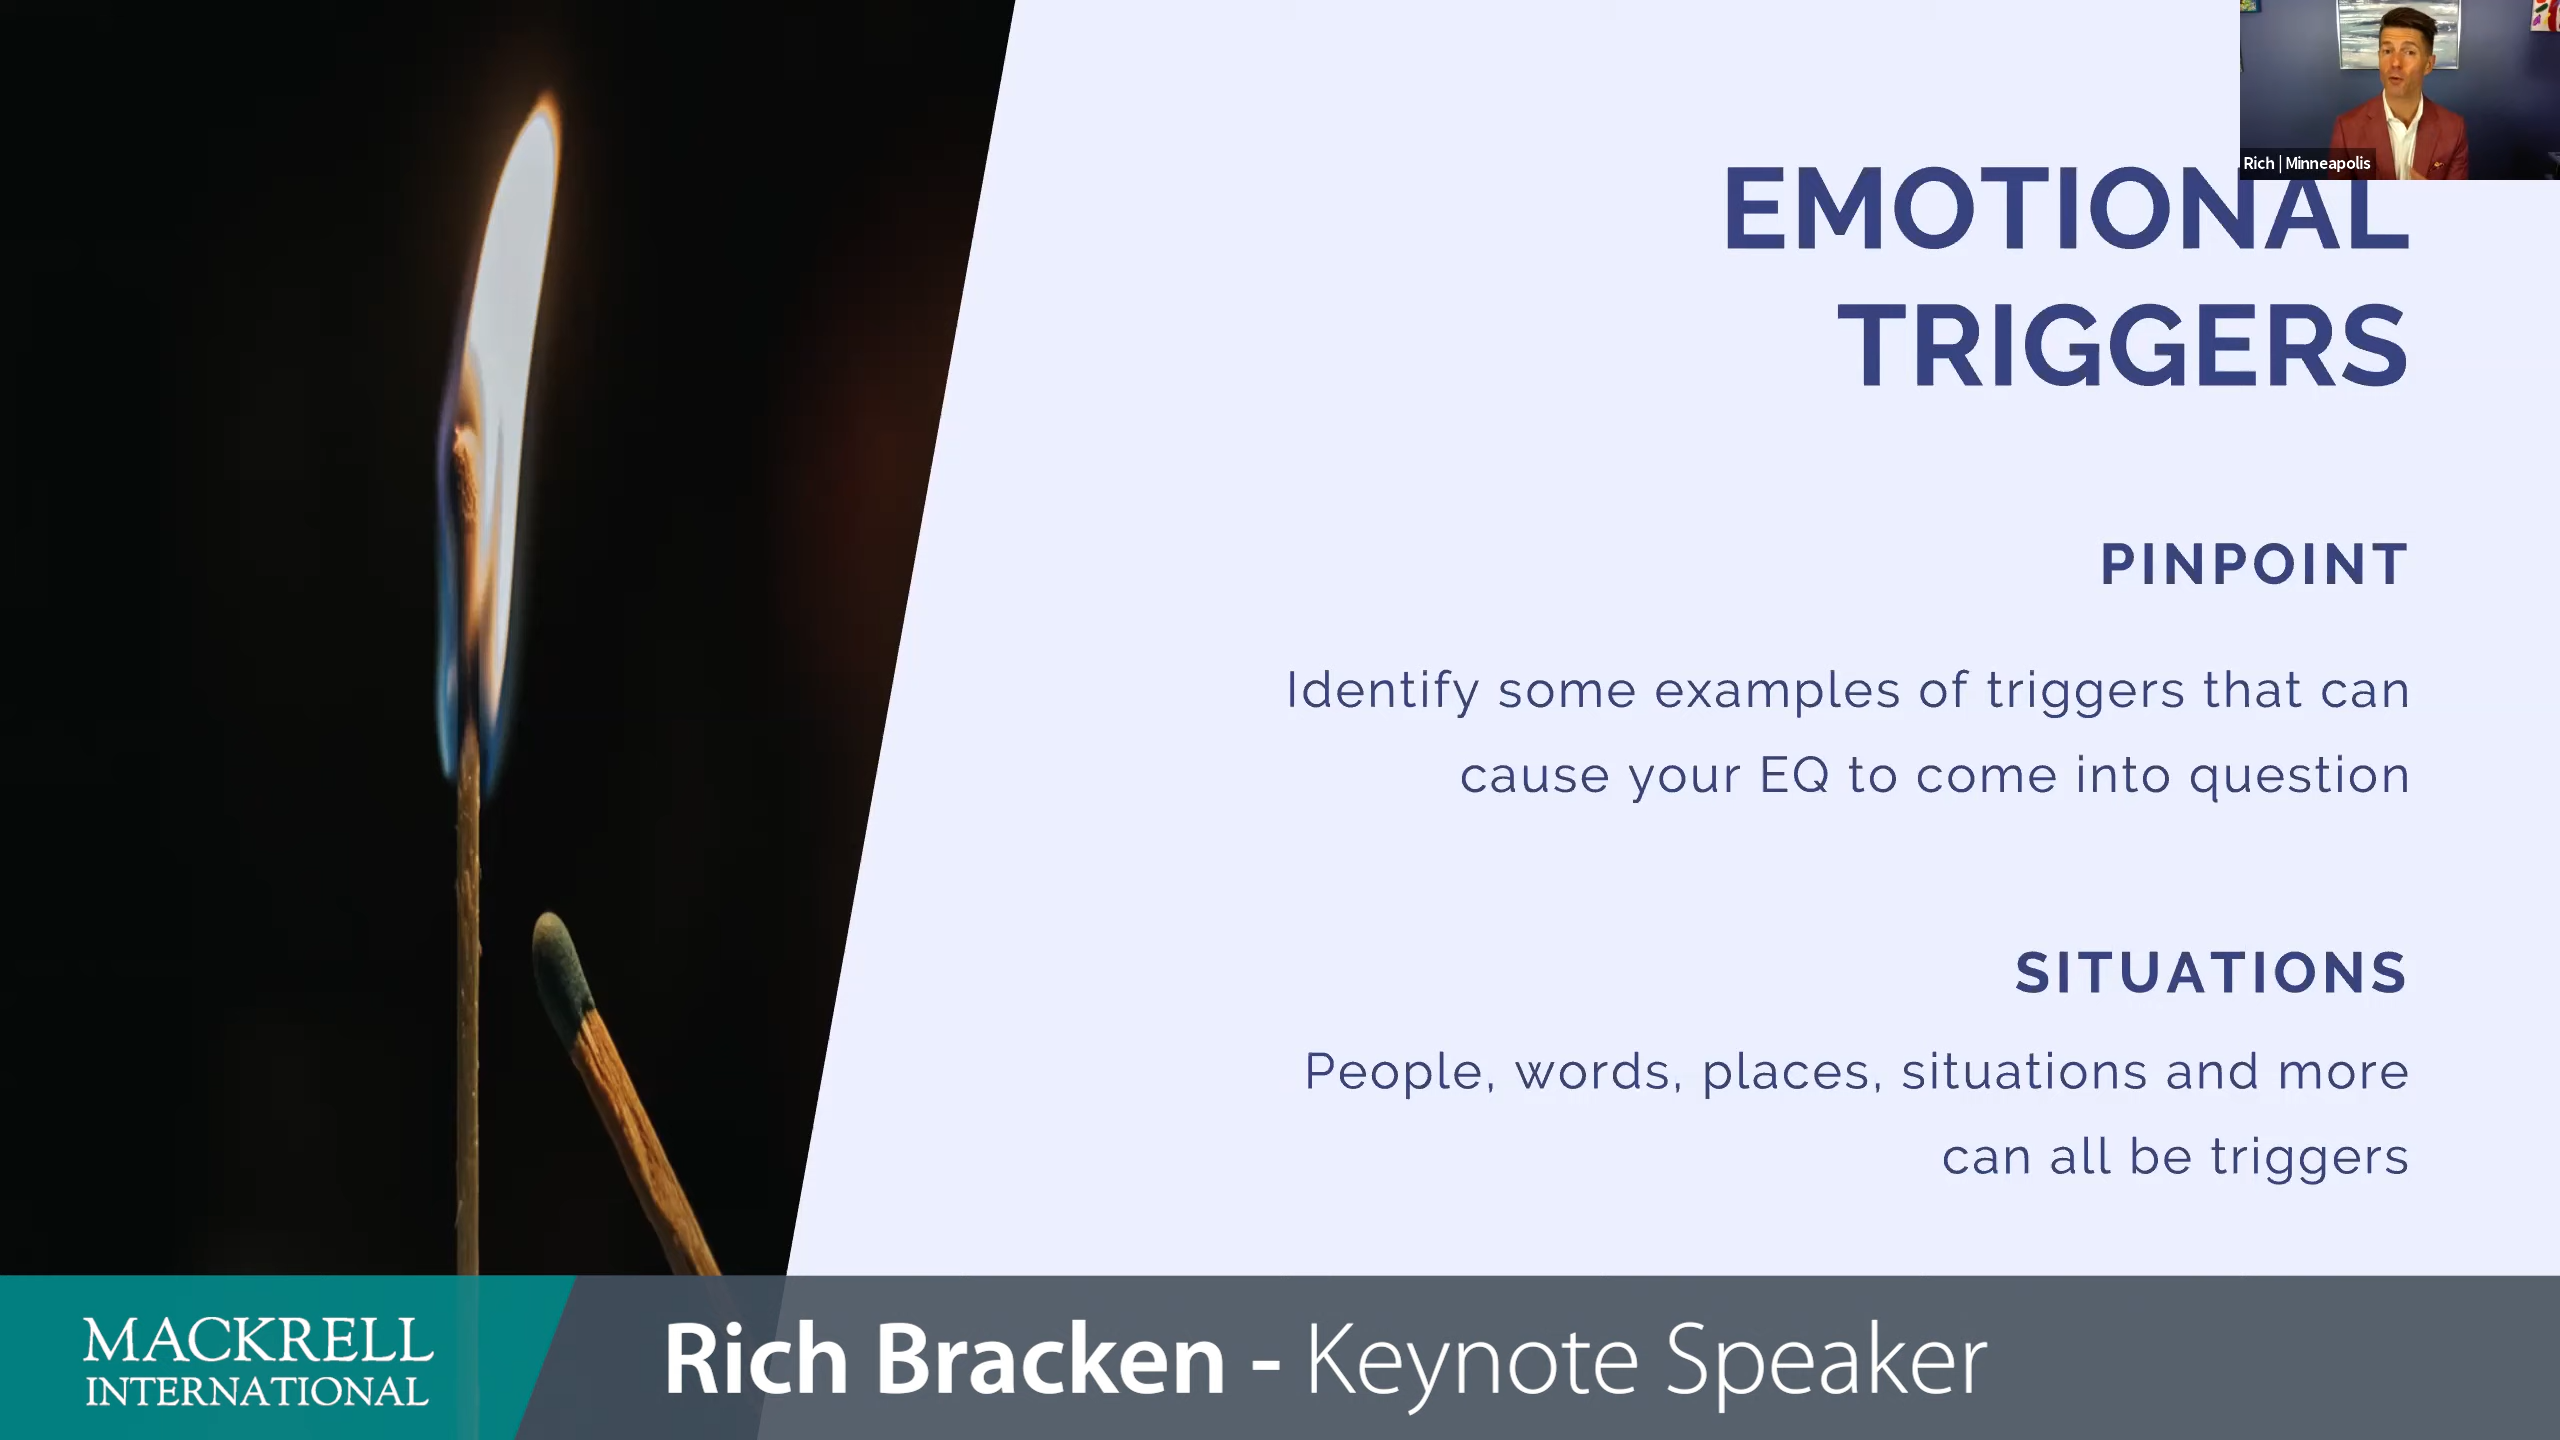 Rich | Minneapolis
EMOTIONAL
TRIGGERS
PINPOINT
Identify some examples of triggers that can
cause your EQ to come into question
SITUATIONS
People, words, places, situations and more
can all be triggers
MACKRELL
INTERNATIONAL
Rich Bracken - Keynote Speaker